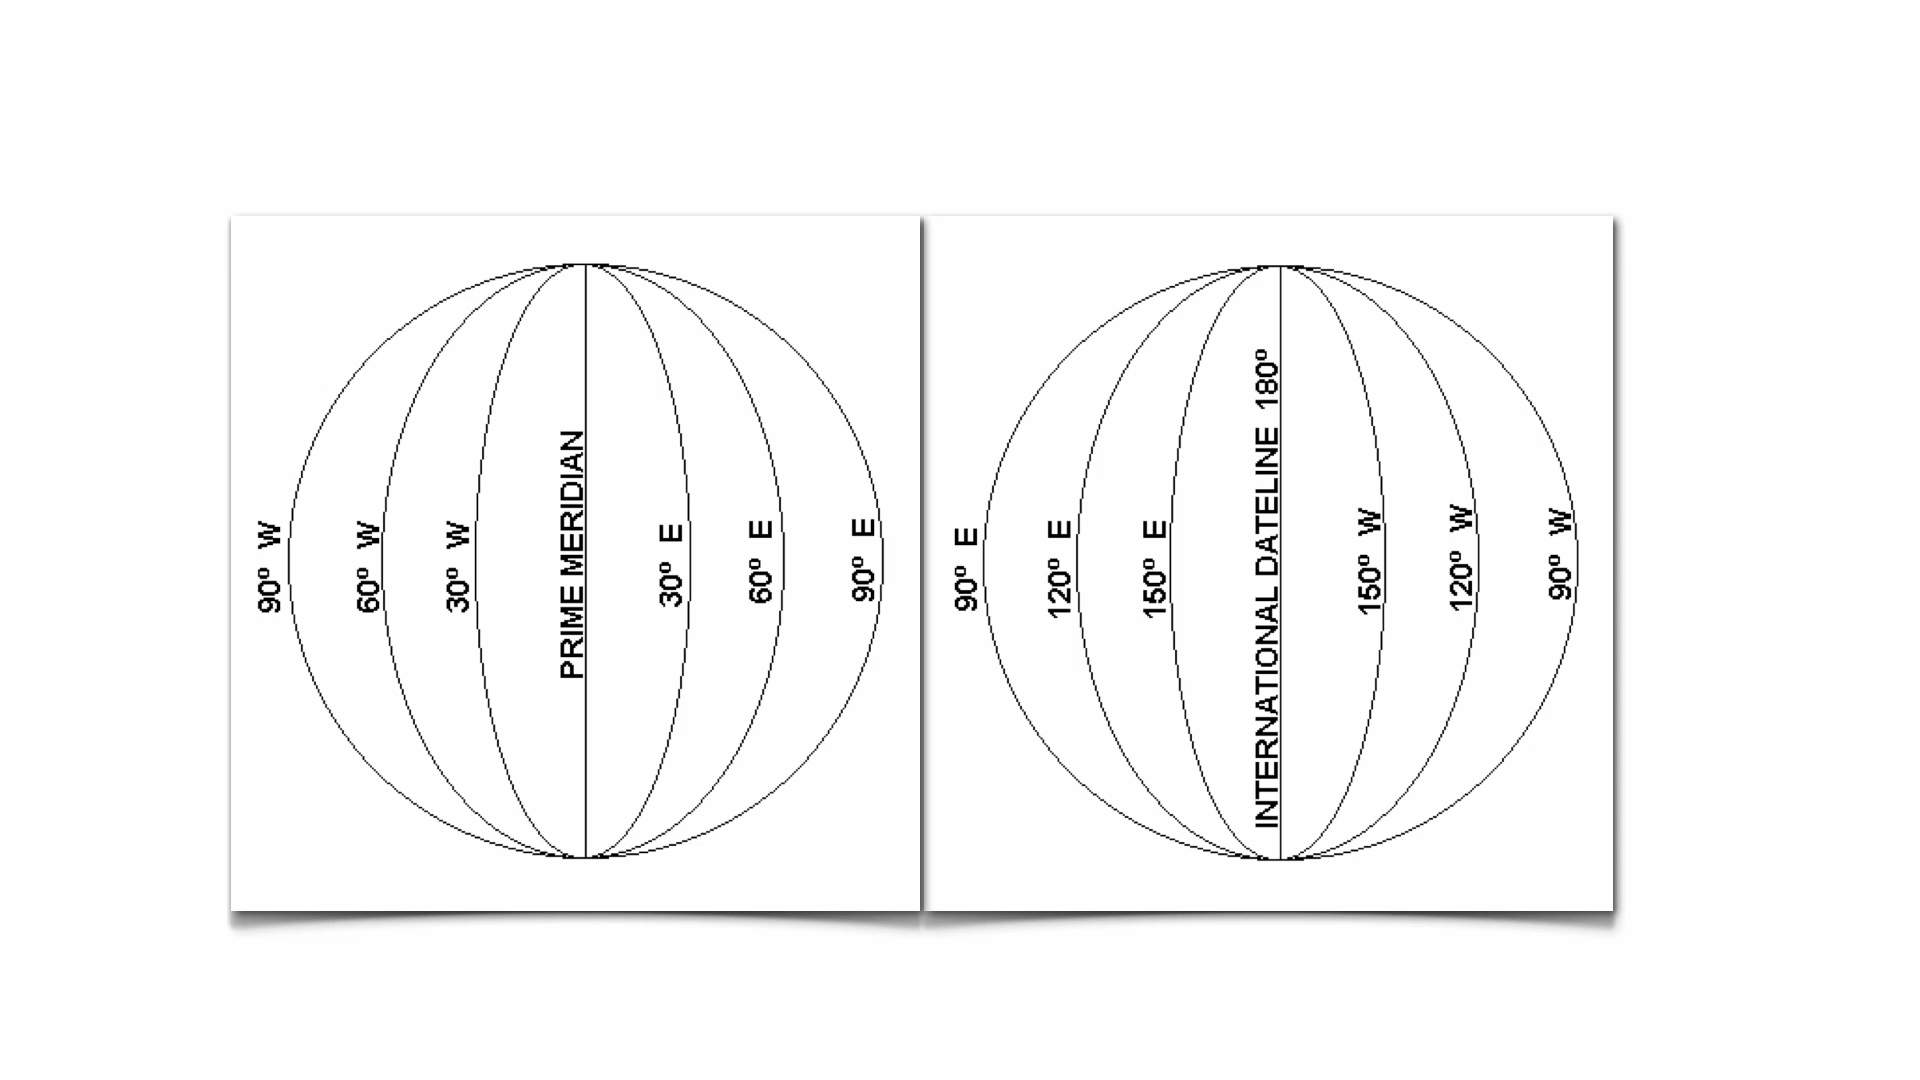 90º W
60º W
30º W
PRIME MERIDIAN
30º E
60º E
90º E
90º E
120º E
150º E
INTERNATIONAL DATELINE 180º
150º W
120º W
90º W